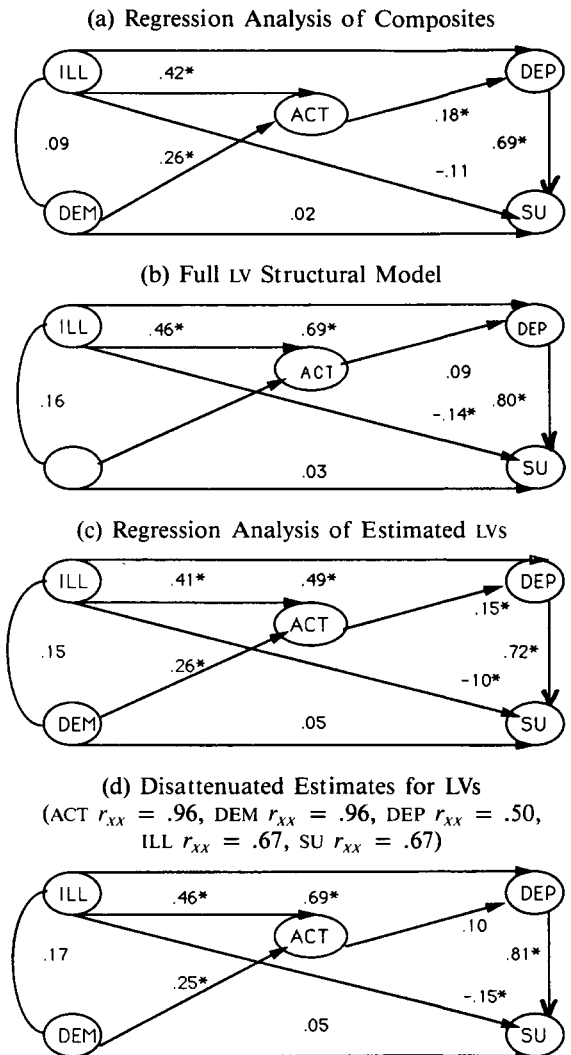 (a) Regression Analysis of Composites
ILL
.42*
DEP
ACT
.18*
.09
.26*
.69*
-.11
DEM
.02
SU
(b) Full LV Structural Model
ILL
.46*
.69*
DEP
ACT
.09
.16
-.14*
.80*
.03
SU
(c) Regression Analysis of Estimated LVs
ILL
.41*
.49*
DEP
ACT
.15*
.15
.26*
.72*
-10*
DEM
.05
SU
(d) Disattenuated Estimates for LVs
(ACT rxx = .96, DEM rxx = .96, DEP rxx = .50,
ILL rxx = .67, SU rxx = .67)
ILL
.46*
.69*
DEP
ACT
.10
.17
.25*
.81*
-.15*
DEM
.05
SU